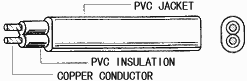 PVC JACKET
PVC INSULATION
COPPER CONDUCTOR